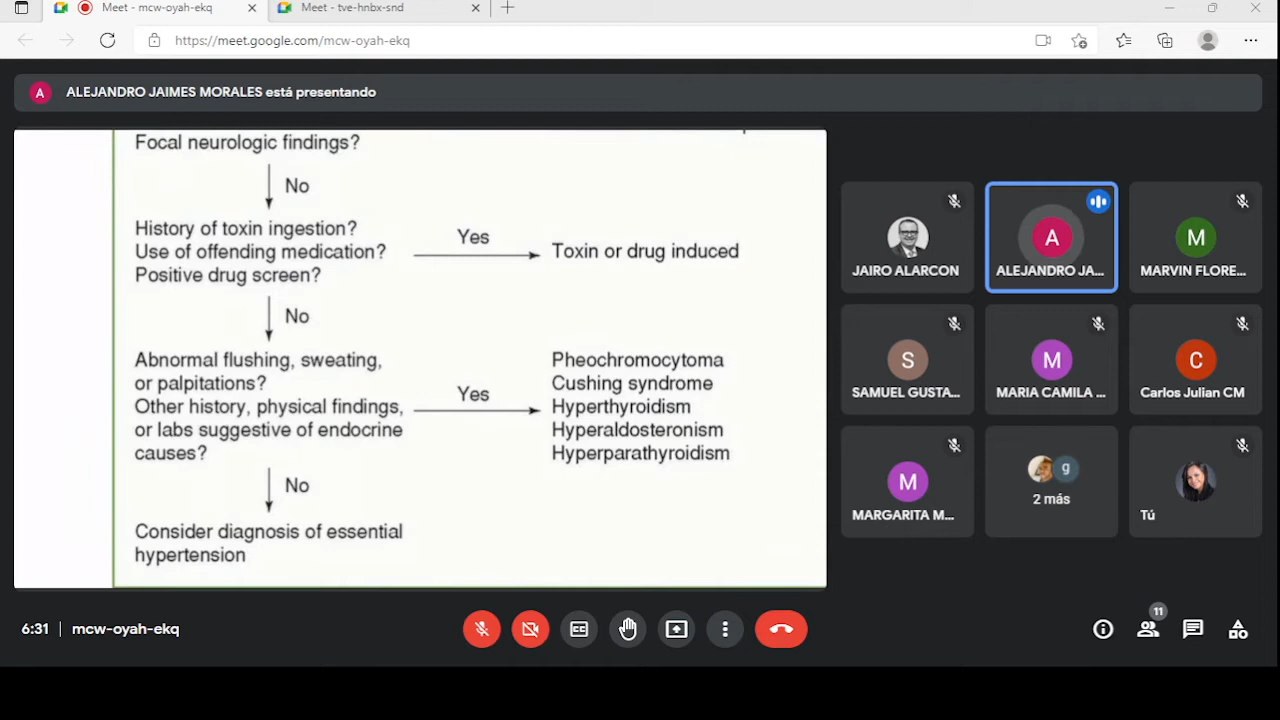 Meet - mcw-oyah-ekq
Meet - tve-hnbx-snd
https://meet.google.com/mcw-oyah-ekq
A
ALEJANDRO JAIMES MORALES está presentando
Focal neurologic findings?
No
History of toxin ingestion?
Use of offending medication?
Positive drug screen?
Yes
Toxin or drug induced
No
Abnormal flushing, sweating,
or palpitations?
Other history, physical findings,
or labs suggestive of endocrine
causes?
Yes
Pheochromocytoma
Cushing syndrome
Hyperthyroidism
Hyperaldosteronism
Hyperparathyroidism
No
Consider diagnosis of essential
hypertension
JAIRO ALARCON
A
ALEJANDRO JA...
M
MARVIN FLORE...
S
SAMUEL GUSTA...
M
MARIA CAMILA ...
C
Carlos Julian CM
M
MARGARITA M...
g
2 más
Tú
6:31
mcw-oyah-ekq
CC
11